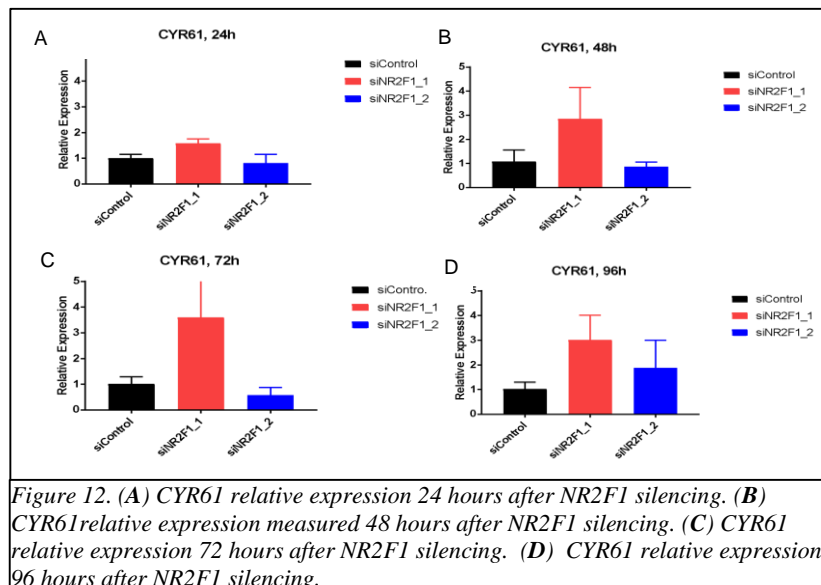 A
CYR61, 24h
Relative Expression
4
3
2
1
0
siControl
siNR2F1_1
siNR2F1_2
siControl
siNR2F1_1
siNR2F1_2
B
CYR61, 48h
Relative Expression
5
4
3
2
1
0
siControl
siNR2F1_1
siNR2F1_2
siControl
siNR2F1_1
siNR2F1_2
C
CYR61, 72h
Relative Expression
5
4
3
2
1
0
siControl
siNR2F1_1
siNR2F1_2
siContro.
siNR2F1_1
siNR2F1_2
D
CYR61, 96h
Relative Expression
5
4
3
2
1
0
siControl
siNR2F1_1
siNR2F1_2
siControl
siNR2F1_1
siNR2F1_2
Figure 12. (A) CYR61 relative expression 24 hours after NR2F1 silencing. (B)
CYR61relative expression measured 48 hours after NR2F1 silencing. (C) CYR61
relative expression 72 hours after NR2F1 silencing. (D) CYR61 relative expression
96 hours after NR2F1 silencing.